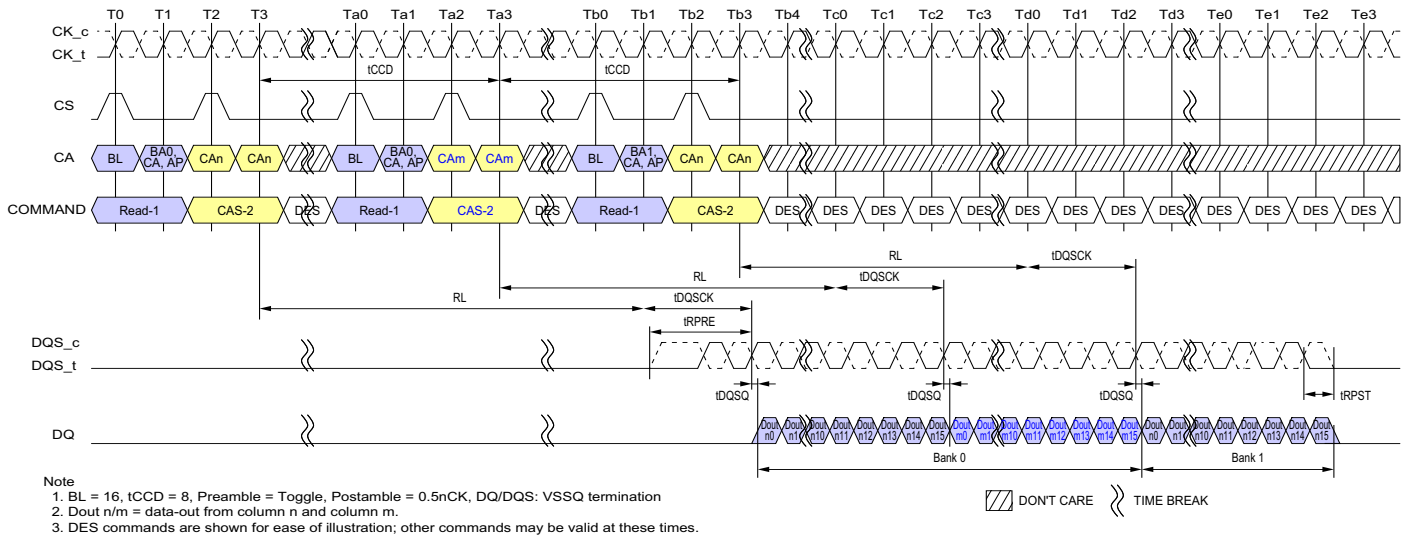 T0 T1 T2 T3 Ta0 Ta1 Ta2 Ta3 Tb0 Tb1 Tb2 Tb3 Tb4 Tc0 Tc1 Tc2 Tc3 Td0 Td1 Td2 Td3 Te0 Te1 Te2 Te3
CK_c
CK_t
tCCD tCCD
CS
CA BL BA0, CA, AP CAn CAn BL BA0, CA, AP CAm CAm BL BA1, CA, AP CAn CAn
COMMAND Read-1 CAS-2 DES Read-1 CAS-2 DES Read-1 CAS-2 DES DES DES DES DES DES DES DES DES DES DES DES DES
RL tDQSCK
RL tDQSCK
RL tDQSCK
tRPRE
DQS_c
DQS_t
tDQSQ tDQSQ tDQSQ tRPST
DQ Dout n0 Dout n1 Dout n10 Dout n11 Dout n12 Dout n13 Dout n14 Dout n15 Dout m0 Dout m1 Dout m10 Dout m11 Dout m12 Dout m13 Dout m14 Dout m15 Dout n0 Dout n1 Dout n10 Dout n11 Dout n12 Dout n13 Dout n14 Dout n15
Bank 0 Bank 1
Note
1. BL = 16, tCCD = 8, Preamble = Toggle, Postamble = 0.5nCK, DQ/DQS: VSSQ termination
2. Dout n/m = data-out from column n and column m.
3. DES commands are shown for ease of illustration; other commands may be valid at these times.
DON'T CARE TIME BREAK